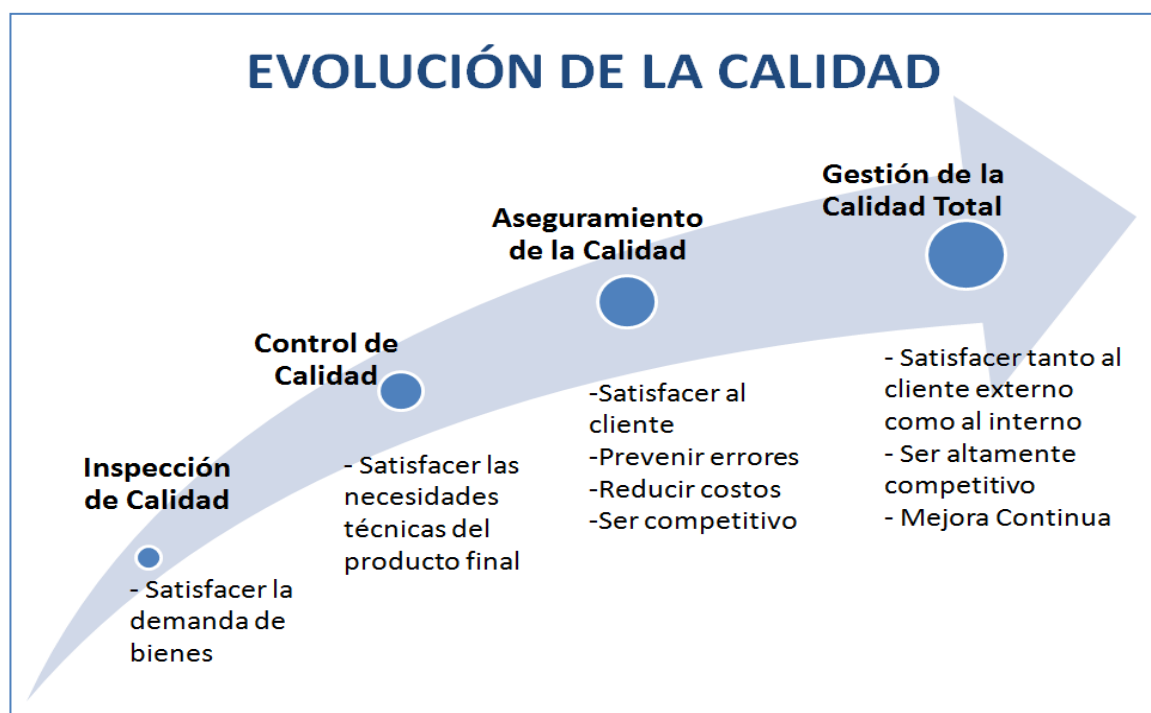 EVOLUCIÓN DE LA CALIDAD
Inspección
de Calidad
- Satisfacer la
demanda de
bienes
Control de
Calidad
- Satisfacer las
necesidades
técnicas del
producto final
Aseguramiento
de la Calidad
-Satisfacer al
cliente
-Prevenir errores
-Reducir costos
-Ser competitivo
Gestión de la
Calidad Total
- Satisfacer tanto al
cliente externo
como al interno
- Ser altamente
competitivo
- Mejora Continua